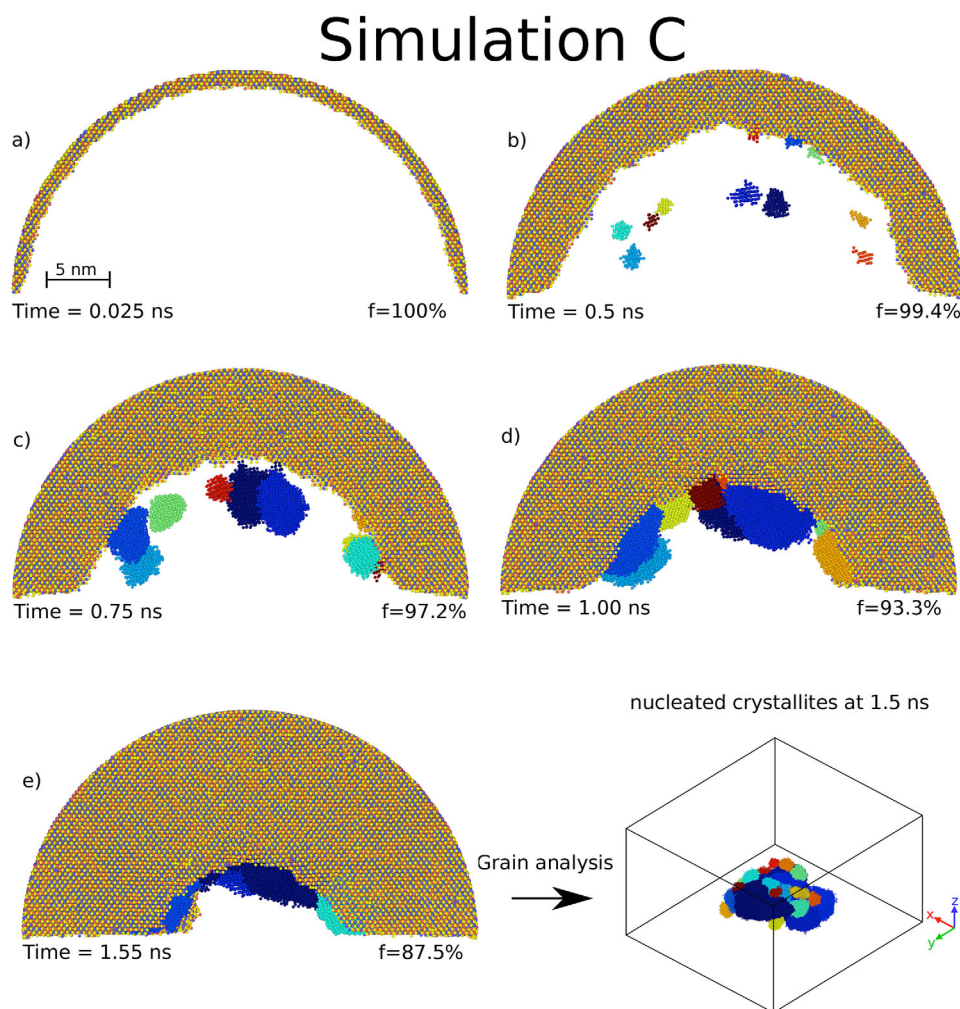 Simulation C
a)
5 nm
Time = 0.025 ns
f=100%
b)
Time = 0.5 ns
f=99.4%
c)
Time = 0.75 ns
f=97.2%
d)
Time = 1.00 ns
f=93.3%
e)
Time = 1.55 ns
f=87.5%
Grain analysis
nucleated crystallites at 1.5 ns
x
y
z